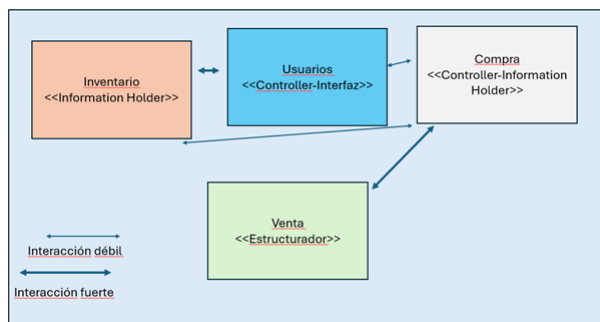 Inventario
<<Information Holder>>
Usuarios
<<Controller-Interfaz>>
Compra
<<Controller-Information
Holder>>
Venta
<<Estructurador>>
Interacción débil
Interacción fuerte